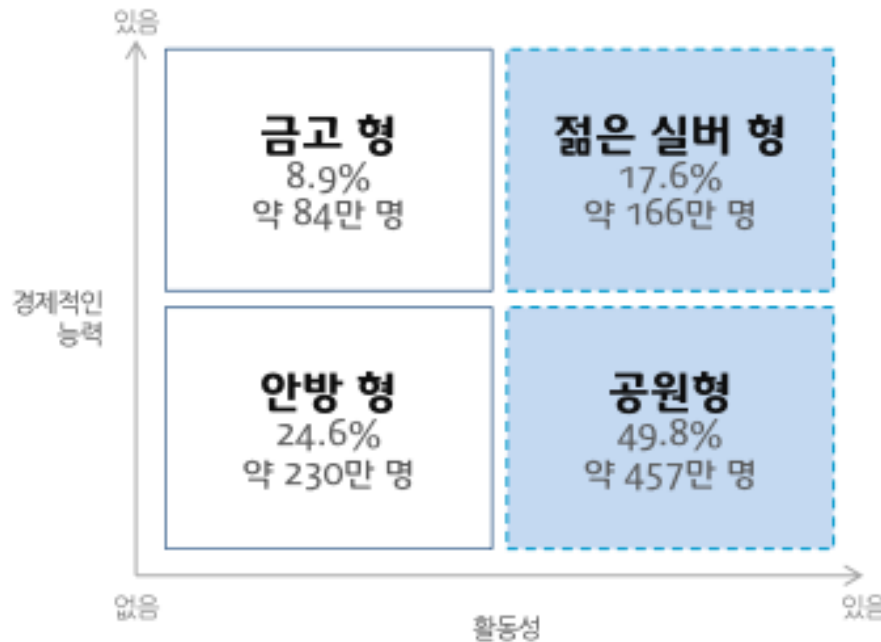 있음
금고 형
8.9%
약 84만 명
젊은 실버 형
17.6%
약 166만 명
경제적인
능력
안방 형
24.6%
약 230만 명
공원형
49.8%
약 457만 명
없음
활동성
있음